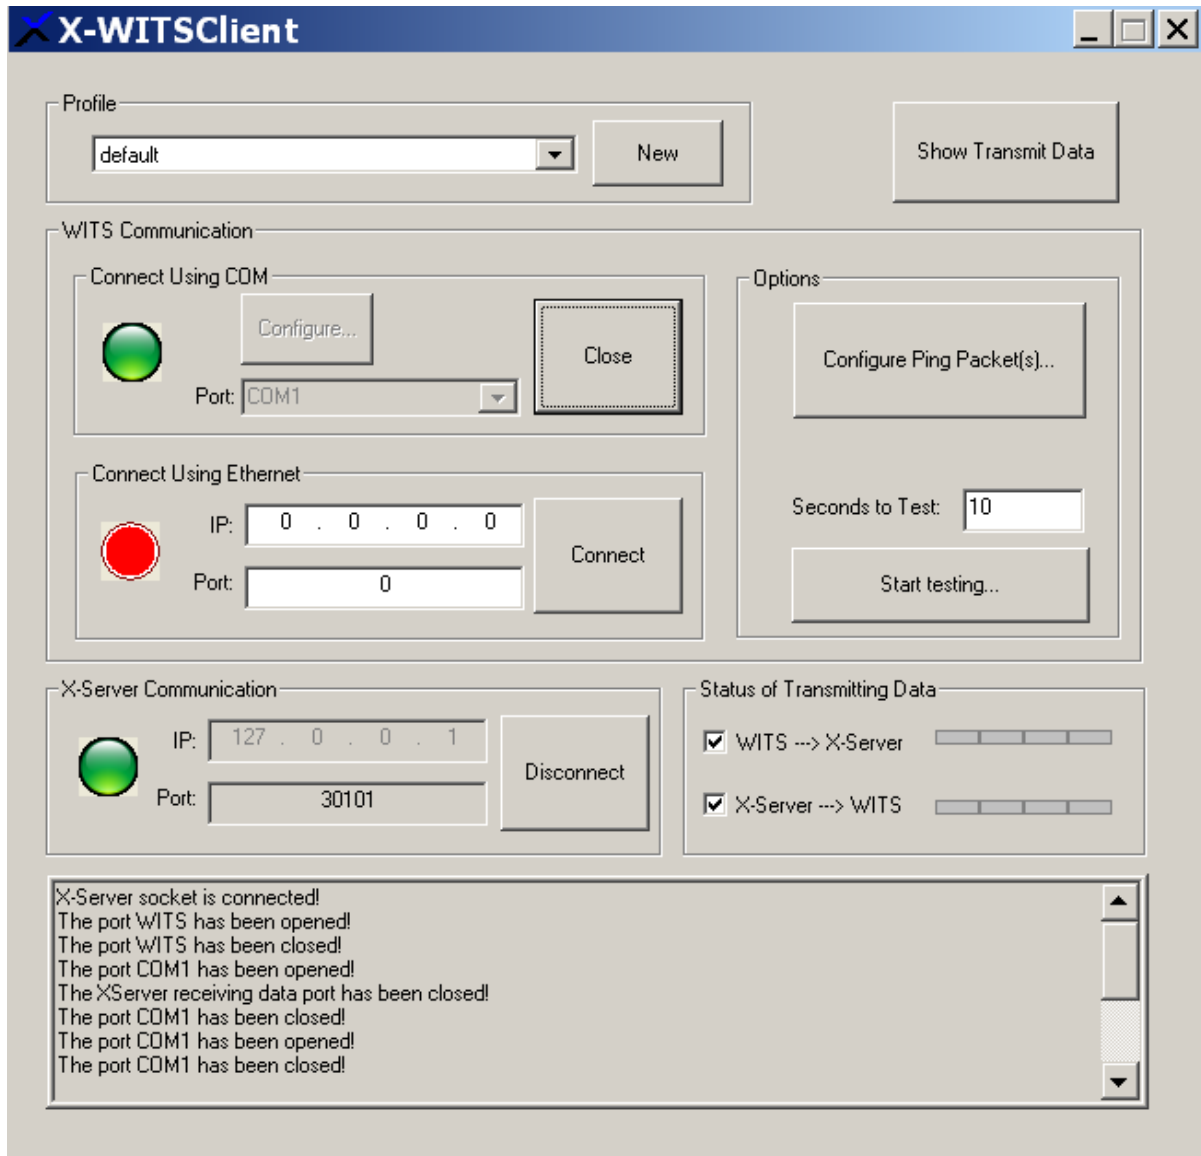 X-WITSClient
Profile
default
New
Show Transmit Data
WITS Communication
Connect Using COM
Configure...
Port: COM1
Close
Options
Configure Ping Packet(s)...
Connect Using Ethernet
IP: 0 . 0 . 0 . 0
Port: 0
Connect
Seconds to Test: 10
Start testing...
X-Server Communication
IP: 127 . 0 . 0 . 1
Port: 30101
Disconnect
Status of Transmitting Data
WITS ---> X-Server
X-Server ---> WITS
X-Server socket is connected!
The port WITS has been opened!
The port WITS has been closed!
The port COM1 has been opened!
The XServer receiving data port has been closed!
The port COM1 has been closed!
The port COM1 has been opened!
The port COM1 has been closed!